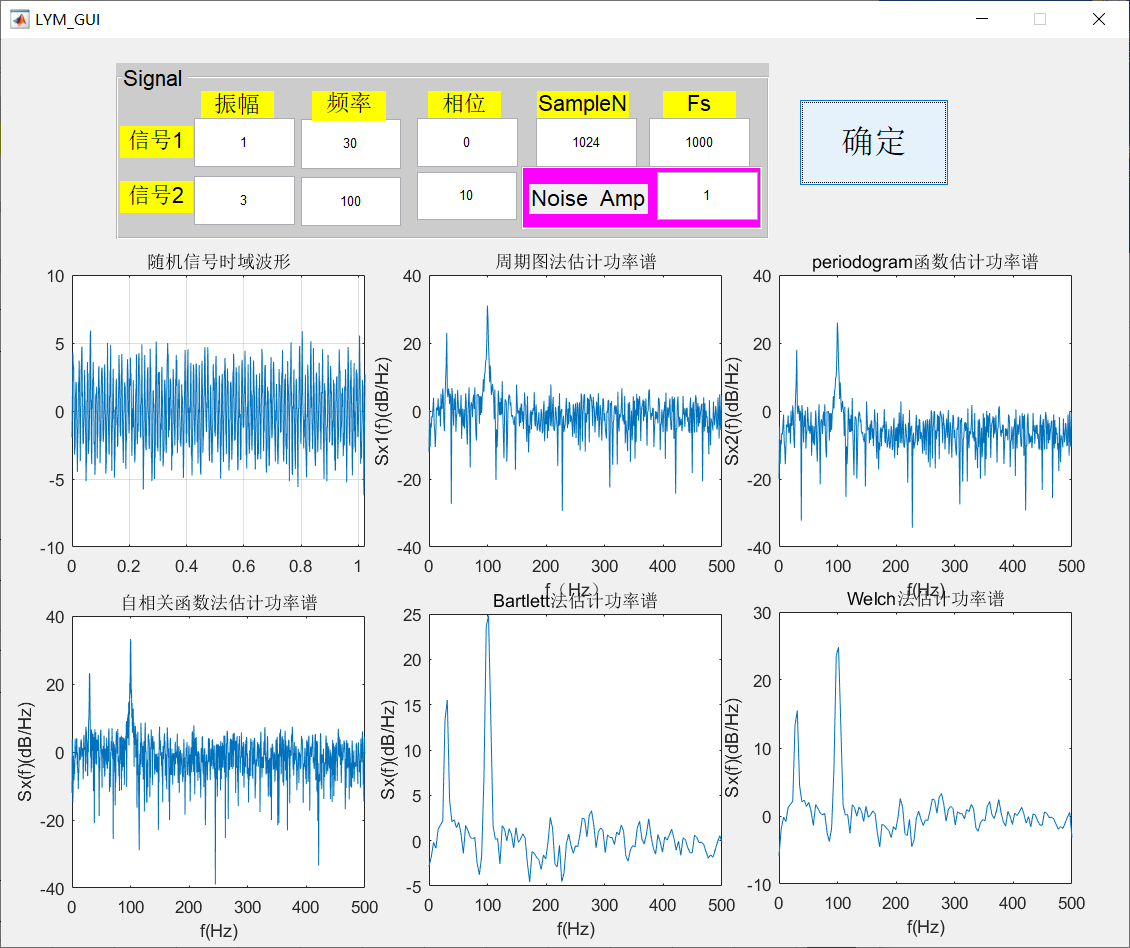 LYM_GUI
Signal
振幅 频率 相位 SampleN Fs
信号1 1 30 0 1024 1000
信号2 3 100 10 Noise Amp 1
确定
随机信号时域波形
10
5
0
-5
-10
0 0.2 0.4 0.6 0.8 1
周期图法估计功率谱
Sx1(f)(dB/Hz)
40
20
0
-20
-40
0 100 200 300 400 500
f（Hz）
periodogram函数估计功率谱
Sx2(f)(dB/Hz)
40
20
0
-20
-40
0 100 200 300 400 500
f(Hz)
自相关函数法估计功率谱
Sx(f)(dB/Hz)
40
20
0
-20
-40
0 100 200 300 400 500
f(Hz)
Bartlett法估计功率谱
Sx(f)(dB/Hz)
25
20
15
10
5
0
-5
0 100 200 300 400 500
f(Hz)
Welch法估计功率谱
Sx(f)(dB/Hz)
30
20
10
0
-10
0 100 200 300 400 500
f(Hz)